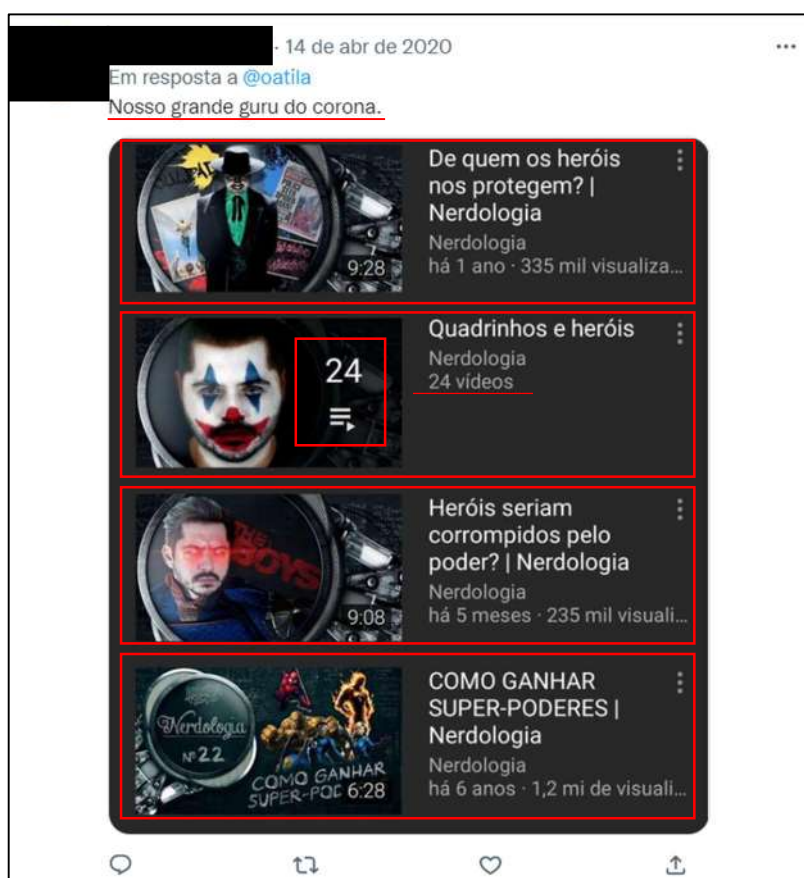 · 14 de abr de 2020
Em resposta a @oatila
Nosso grande guru do corona.
De quem os heróis
nos protegem? |
Nerdologia
Nerdologia
há 1 ano · 335 mil visualiza...
9:28
Quadrinhos e heróis
Nerdologia
24 vídeos
24
THE
BOYS
Heróis seriam
corrompidos pelo
poder? | Nerdologia
Nerdologia
há 5 meses · 235 mil visuali...
9:08
Nerdologia
Nº 22
COMO GANHAR
SUPER-POD
6:28
COMO GANHAR
SUPER-PODERES |
Nerdologia
Nerdologia
há 6 anos · 1,2 mi de visuali...